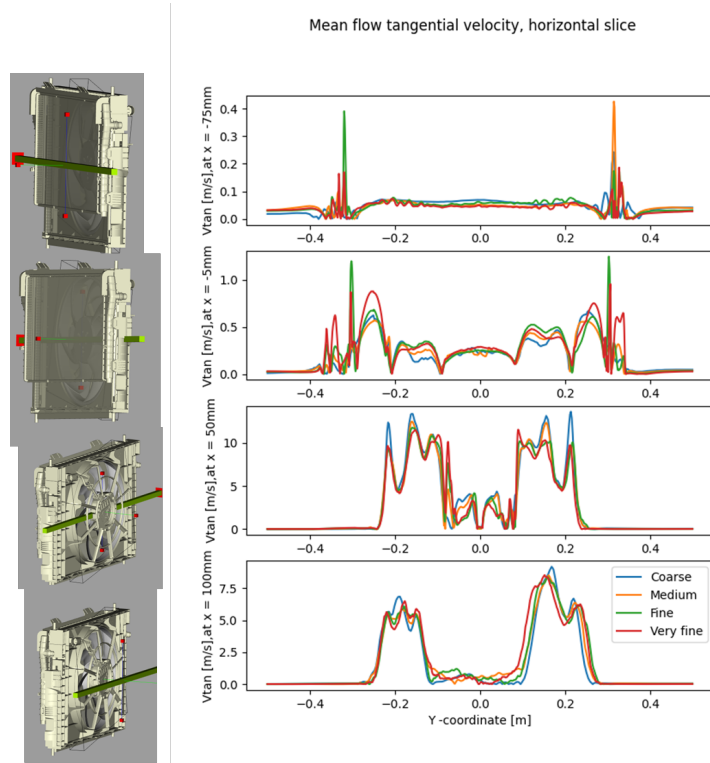 Mean flow tangential velocity, horizontal slice
Vtan [m/s],at x = -75mm
0.4
0.3
0.2
0.1
0.0
−0.4 −0.2 0.0 0.2 0.4
Vtan [m/s],at x = -5mm
1.0
0.5
0.0
−0.4 −0.2 0.0 0.2 0.4
Vtan [m/s],at x = 50mm
10
5
0
−0.4 −0.2 0.0 0.2 0.4
Vtan [m/s],at x = 100mm
7.5
5.0
2.5
0.0
Coarse
Medium
Fine
Very fine
−0.4 −0.2 0.0 0.2 0.4
Y -coordinate [m]